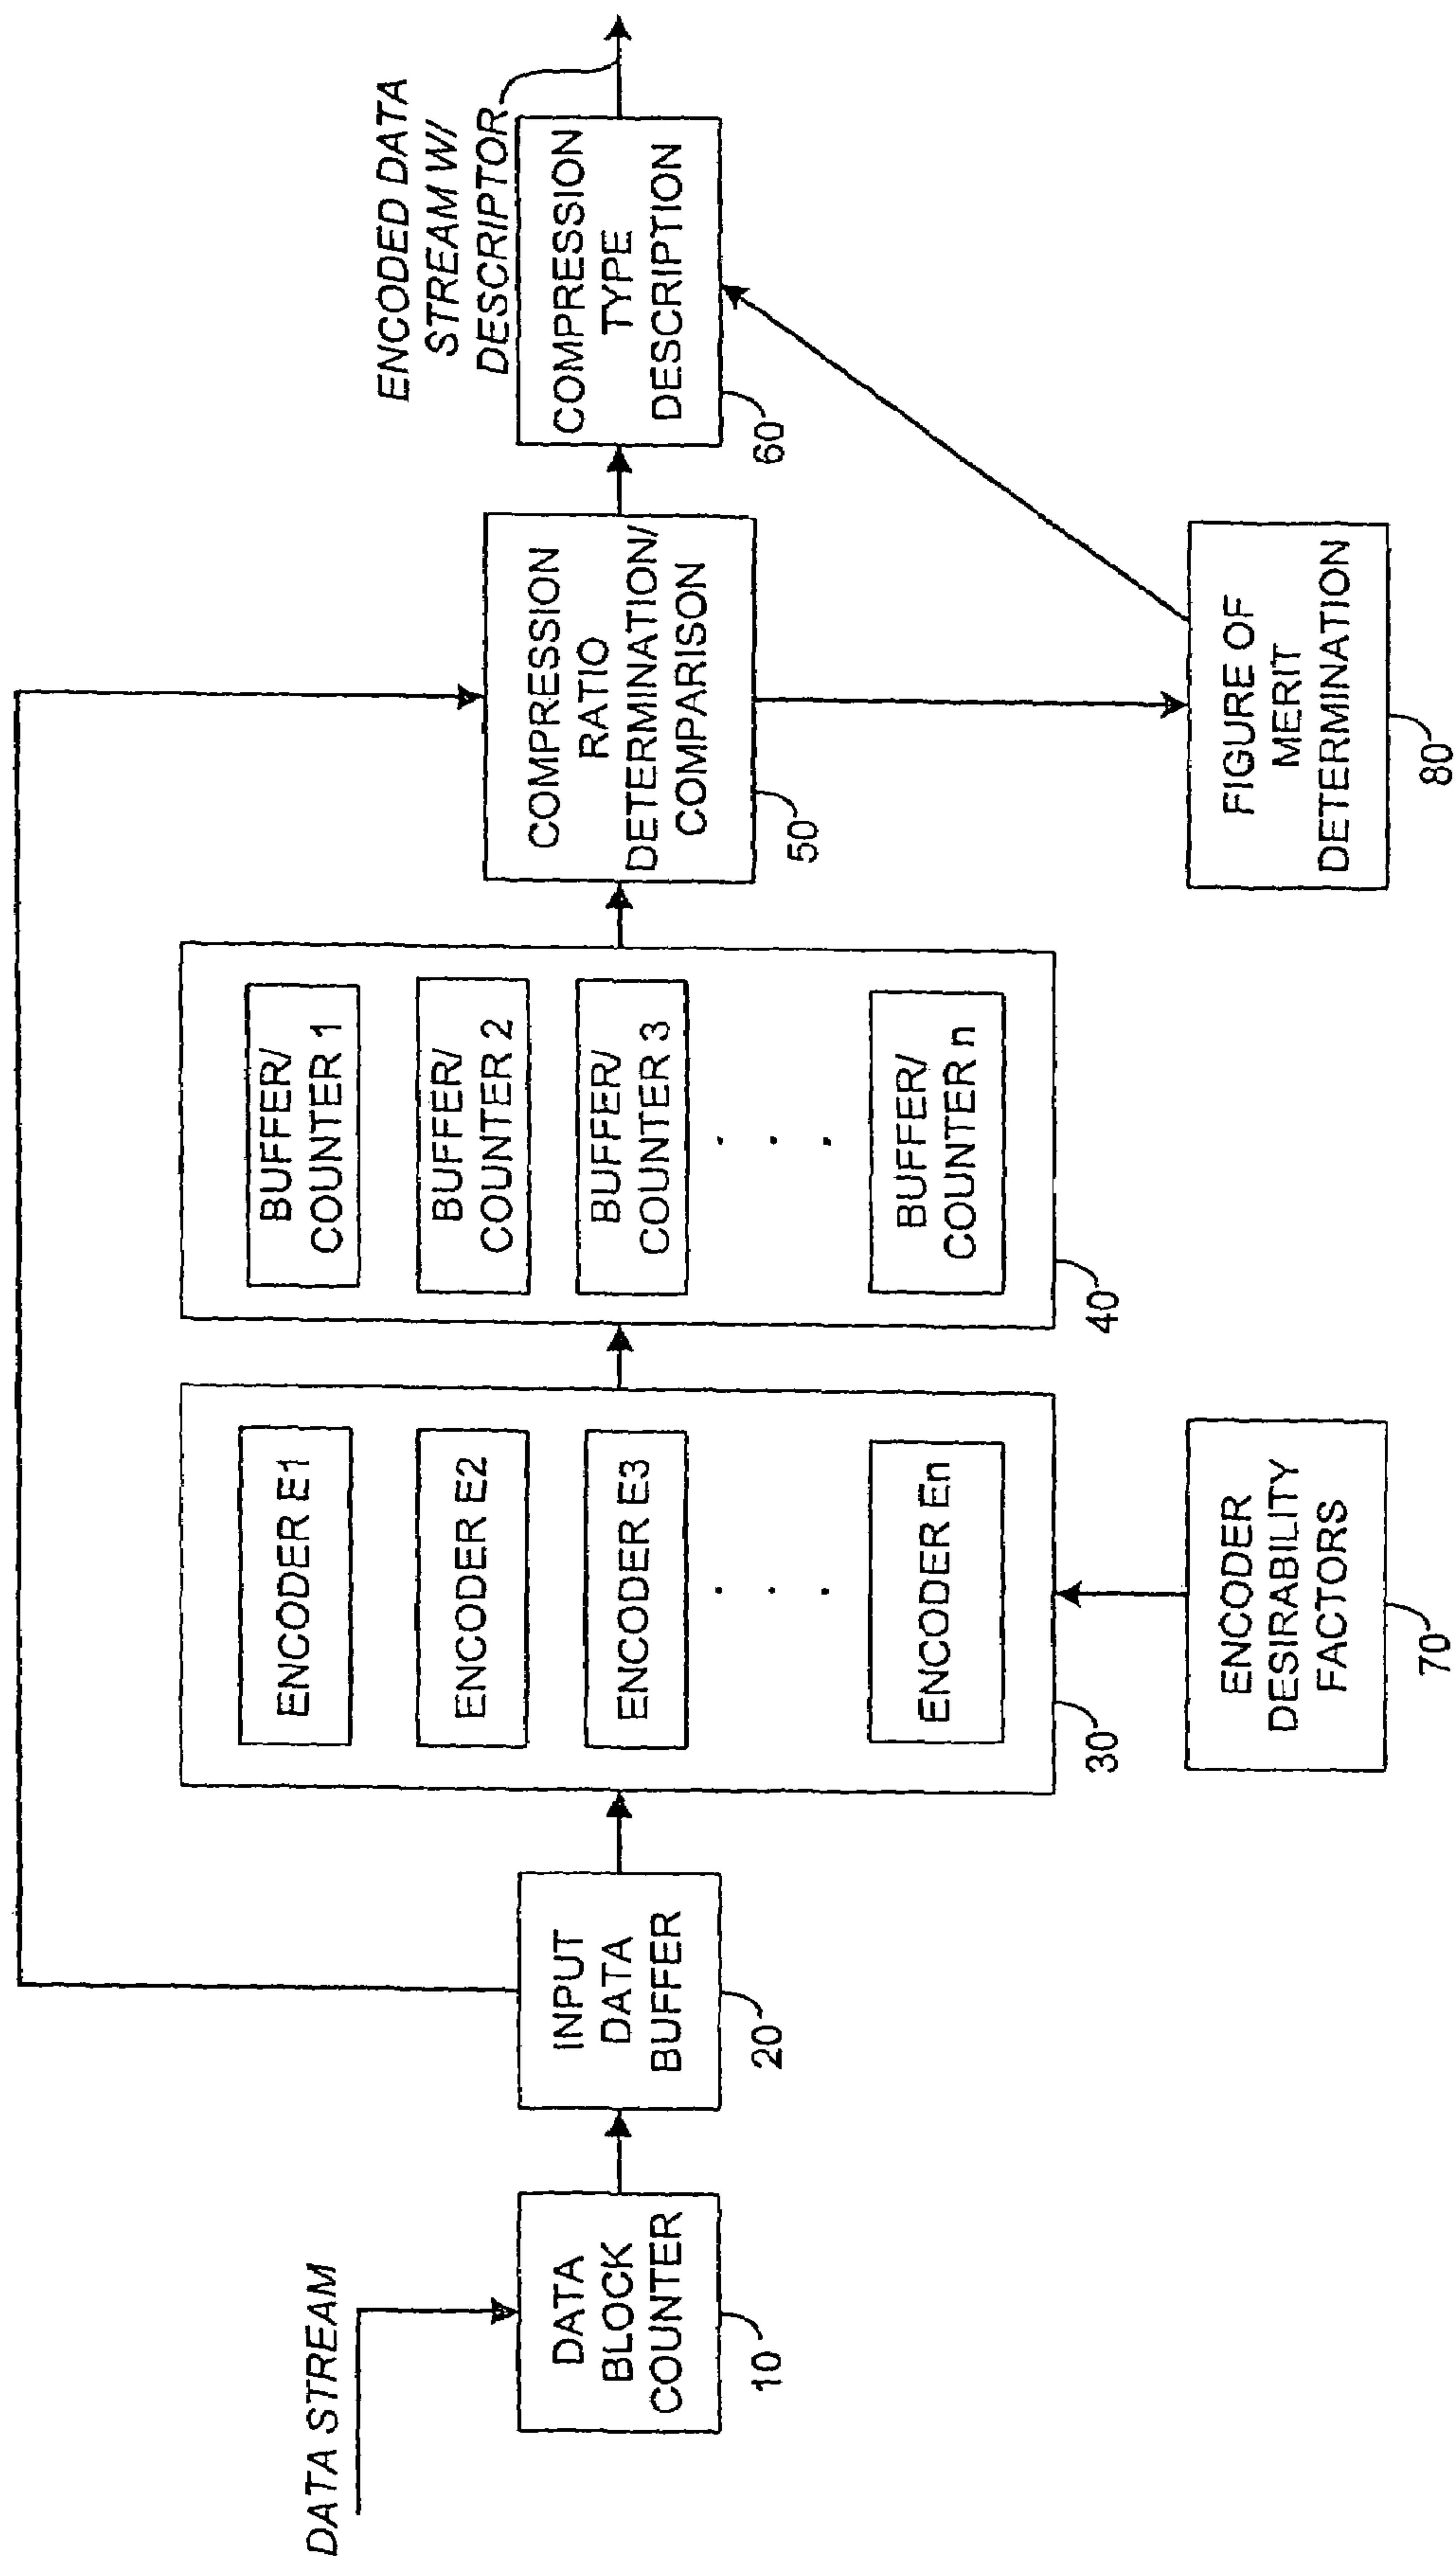 DATA STREAM
DATA
BLOCK
COUNTER
10
INPUT
DATA
BUFFER
20
ENCODER E1
ENCODER E2
ENCODER E3
. . .
ENCODER En
30
ENCODER
DESIRABILITY
FACTORS
70
BUFFER/
COUNTER 1
BUFFER/
COUNTER 2
BUFFER/
COUNTER 3
. . .
BUFFER/
COUNTER n
40
COMPRESSION
RATIO
DETERMINATION/
COMPARISON
50
FIGURE OF
MERIT
DETERMINATION
80
COMPRESSION
TYPE
DESCRIPTION
60
ENCODED DATA
STREAM W/
DESCRIPTOR